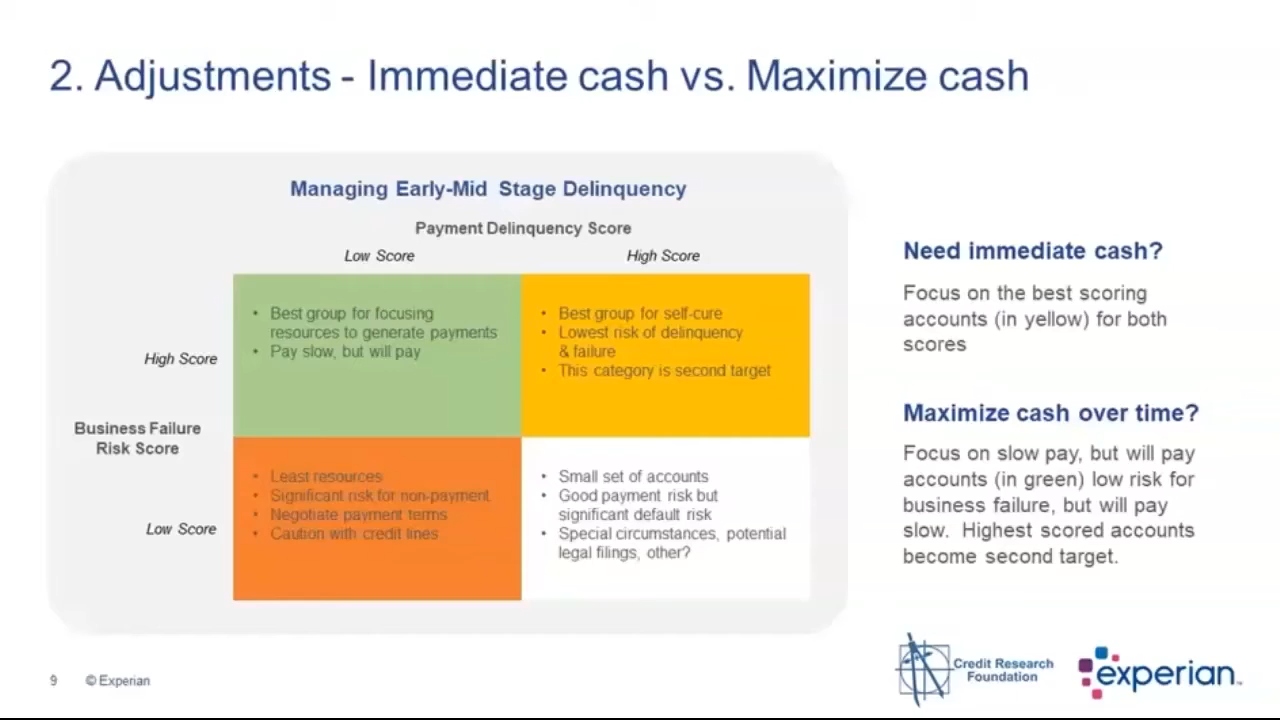 2. Adjustments - Immediate cash vs. Maximize cash
Managing Early-Mid Stage Delinquency
Payment Delinquency Score
Low Score
High Score
High Score
Business Failure
Risk Score
Low Score
• Best group for focusing
resources to generate payments
• Pay slow, but will pay
• Best group for self-cure
• Lowest risk of delinquency
& failure
• This category is second target
• Least resources
• Significant risk for non-payment
• Negotiate payment terms
• Caution with credit lines
• Small set of accounts
• Good payment risk but
significant default risk
• Special circumstances, potential
legal filings, other?
Need immediate cash?
Focus on the best scoring
accounts (in yellow) for both
scores
Maximize cash over time?
Focus on slow pay, but will pay
accounts (in green) low risk for
business failure, but will pay
slow. Highest scored accounts
become second target.
9 © Experian
Credit Research
Foundation
experian™